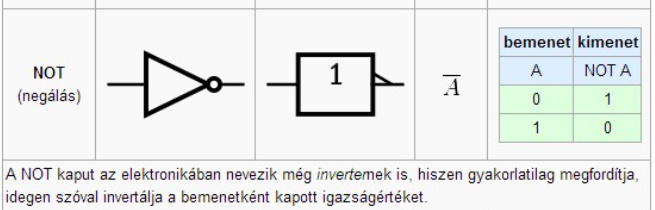 NOT
(negálás)
1
A̅
bemenet kimenet
A NOT A
0 1
1 0
A NOT kaput az elektronikában nevezik még inverternek is, hiszen gyakorlatilag megfordítja,
idegen szóval invertálja a bemenetként kapott igazságértéket.